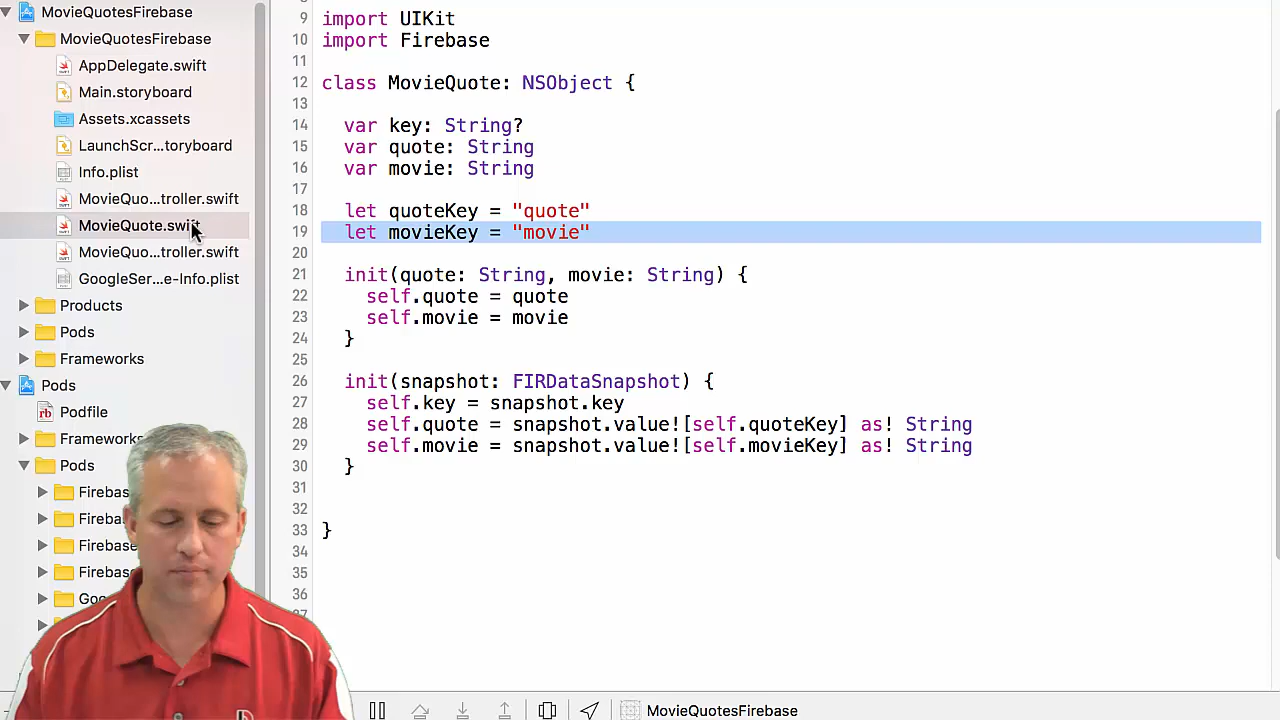 MovieQuotesFirebase
MovieQuotesFirebase
AppDelegate.swift
Main.storyboard
Assets.xcassets
LaunchScr...toryboard
Info.plist
MovieQuo...troller.swift
MovieQuote.swift
MovieQuo...troller.swift
GoogleSer...e-Info.plist
Products
Pods
Frameworks
Pods
rb Podfile
Frameworks
Pods
9 import UIKit
10 import Firebase
11
12 class MovieQuote: NSObject {
13
14 var key: String?
15 var quote: String
16 var movie: String
17
18 let quoteKey = "quote"
19 let movieKey = "movie"
20
21 init(quote: String, movie: String) {
22 self.quote = quote
23 self.movie = movie
24 }
25
26 init(snapshot: FIRDataSnapshot) {
27 self.key = snapshot.key
28 self.quote = snapshot.value![self.quoteKey] as! String
29 self.movie = snapshot.value![self.movieKey] as! String
30 }
31
32
33 }
34
35
36
MovieQuotesFirebase